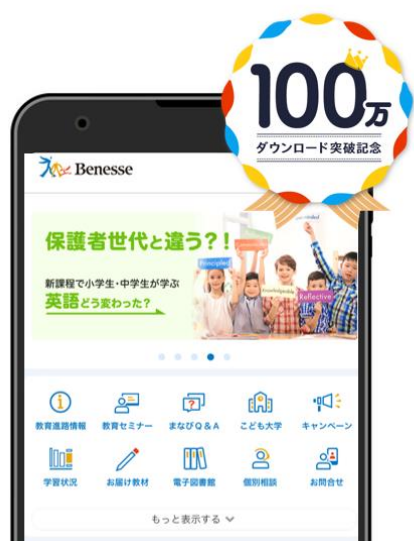 100万
ダウンロード突破記念
Benesse
保護者世代と違う？！
新課程で小学生・中学生が学ぶ
英語どう変わった？
Principled
Knowledgeable
Reflective
教育進路情報
教育セミナー
まなびQ&A
こども大学
キャンペーン
学習状況
お届け教材
電子図書館
個別相談
お問合せ
もっと表示する